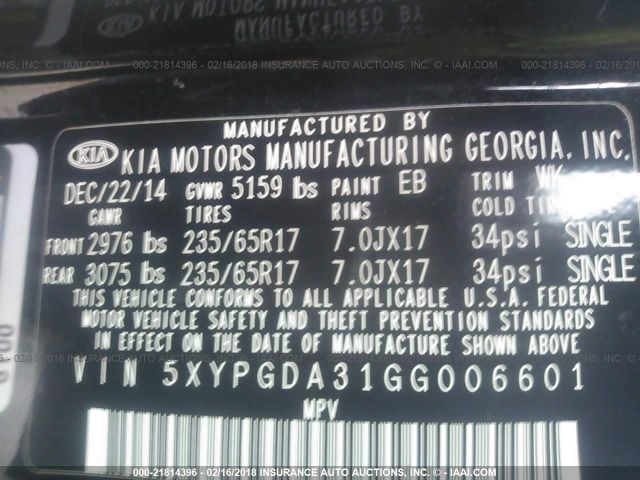 000-21814396 - 02/16/2018 - INSURANCE AUTO AUCTIONS, INC. - IAAI.COM
MANUFACTURED BY
KIA KIA MOTORS MANUFACTURING GEORGIA, INC.
DEC/22/14 GVWR 5159 lbs PAINT EB TRIM WK
GAWR TIRES RIMS COLD
FRONT 2976 lbs 235/65R17 7.0JX17 34psi SINGLE
REAR 3075 lbs 235/65R17 7.0JX17 34psi SINGLE
THIS VEHICLE CONFORMS TO ALL APPLICABLE U.S.A. FEDERAL
MOTOR VEHICLE SAFETY AND THEFT PREVENTION STANDARDS
IN EFFECT ON THE DATE OF MANUFACTURE SHOWN ABOVE
VIN 5XYPGDA31GG006601
MPV
000-21814396 - 02/16/2018 - INSURANCE AUTO AUCTIONS, INC. - IAAI.COM